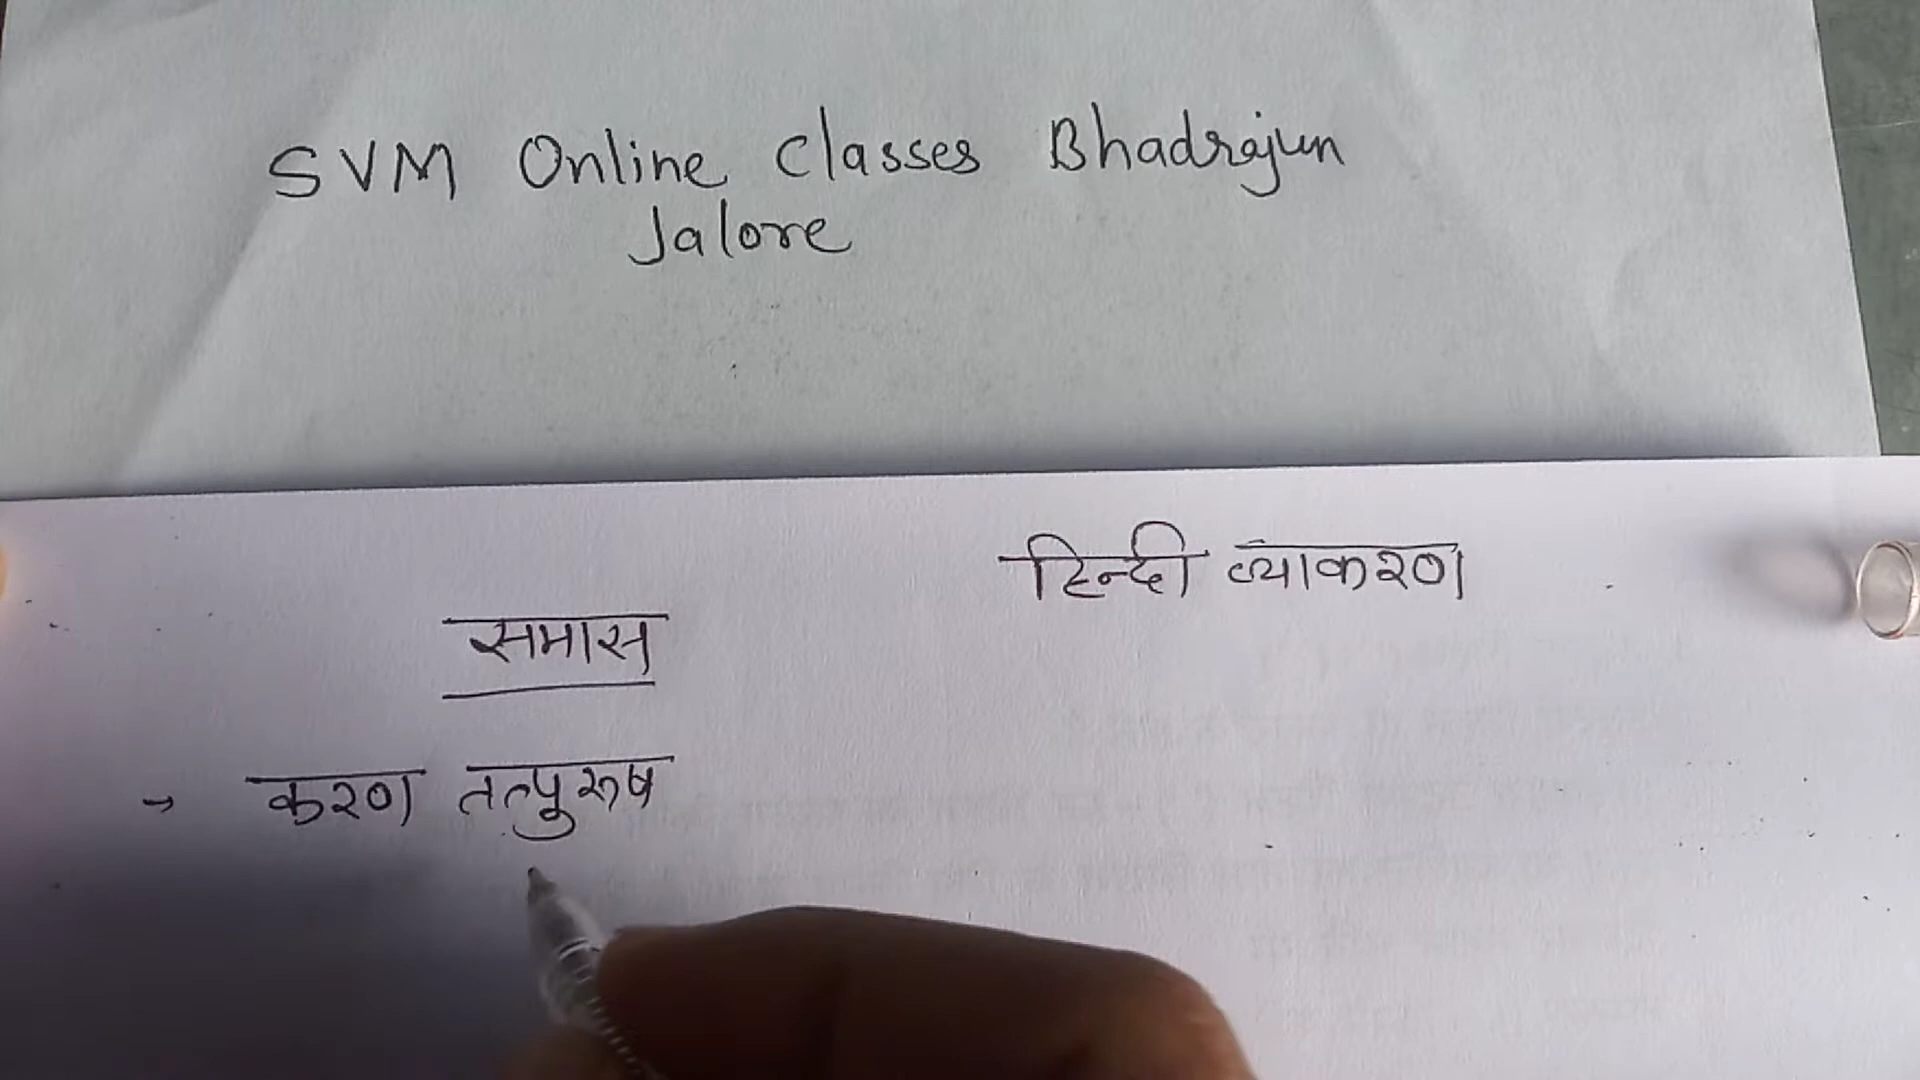 SVM Online Classes Bhadrajun
Jalore
हिन्दी व्याकरण
समास
→ करण तत्पुरूष